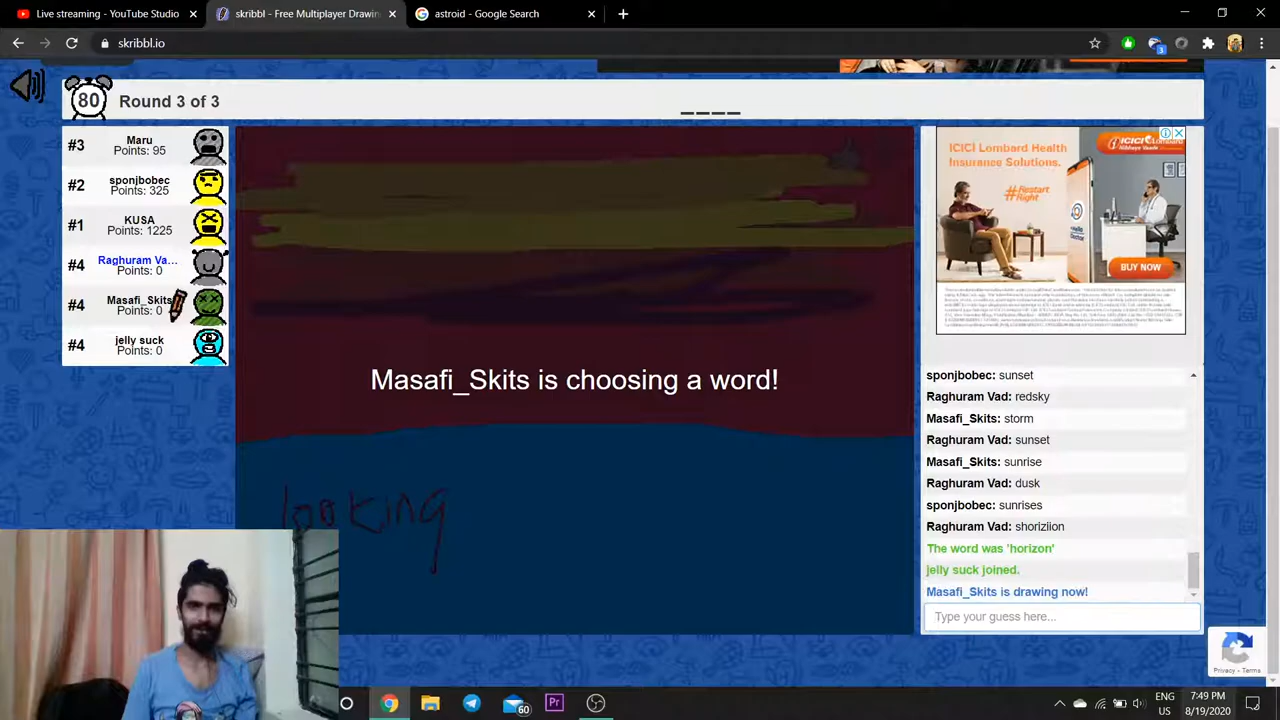 Live streaming - YouTube Studio
skribbl - Free Multiplayer Drawin
astroid - Google Search
skribbl.io
80
Round 3 of 3
#3
Maru
Points: 95
#2
sponjbobec
Points: 325
#1
KUSA
Points: 1225
#4
Raghuram Va...
Points: 0
#4
Masafi_Skits
Points: 0
#4
jelly suck
Points: 0
Masafi_Skits is choosing a word!
looking
ICICI Lombard Health
Insurance Solutions.
#Restart
Right
ICICI Lombard
BUY NOW
sponjbobec: sunset
Raghuram Vad: redsky
Masafi_Skits: storm
Raghuram Vad: sunset
Masafi_Skits: sunrise
Raghuram Vad: dusk
sponjbobec: sunrises
Raghuram Vad: shoriziion
The word was 'horizon'
jelly suck joined.
Masafi_Skits is drawing now!
Type your guess here...
Privacy - Terms
60
ENG
US
7:49 PM
8/19/2020